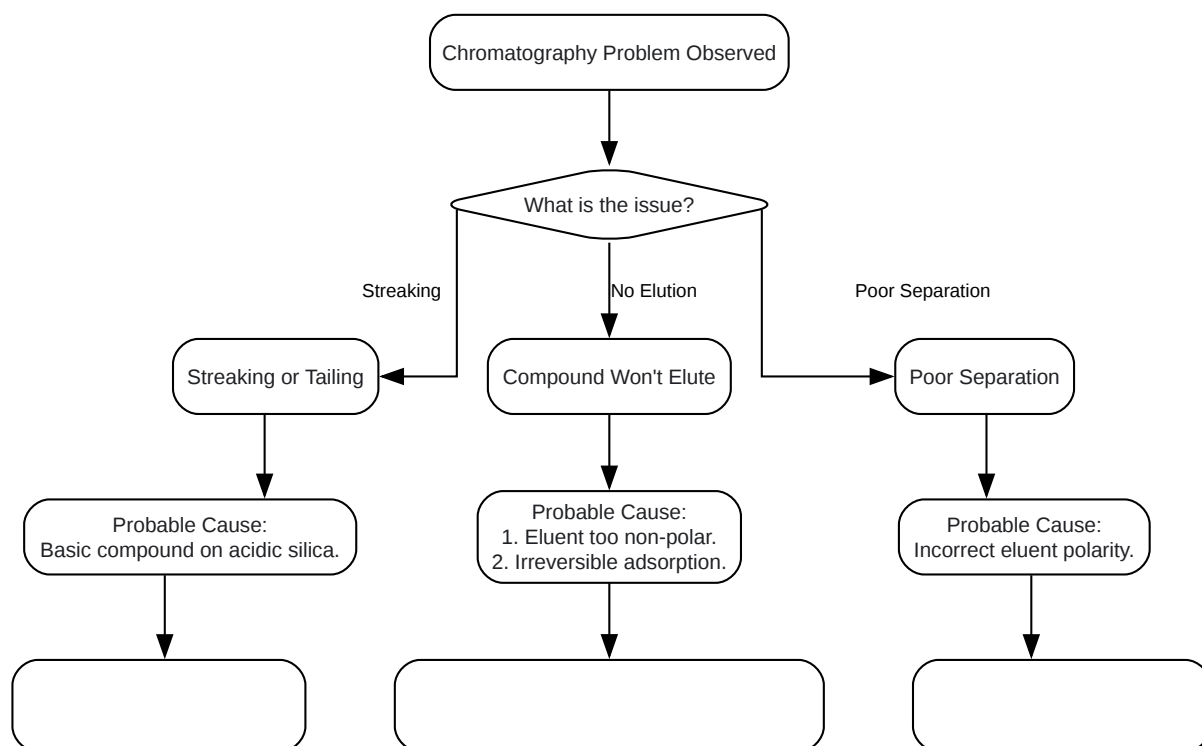 Chromatography Problem Observed
What is the issue?
Streaking
No Elution
Poor Separation
Streaking or Tailing
Compound Won't Elute
Poor Separation
Probable Cause:
Basic compound on acidic silica.
Probable Cause:
1. Eluent too non-polar.
2. Irreversible adsorption.
Probable Cause:
Incorrect eluent polarity.